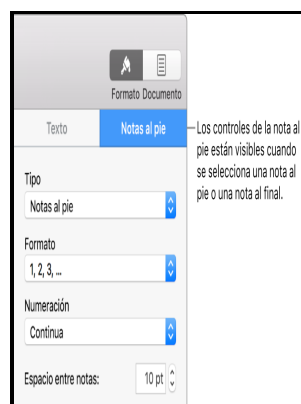 Formato Documento
Texto Notas al pie
Los controles de la nota al
pie están visibles cuando
se selecciona una nota al
pie o una nota al final.
Tipo
Notas al pie
Formato
1, 2, 3, ...
Numeración
Continua
Espacio entre notas: 10 pt